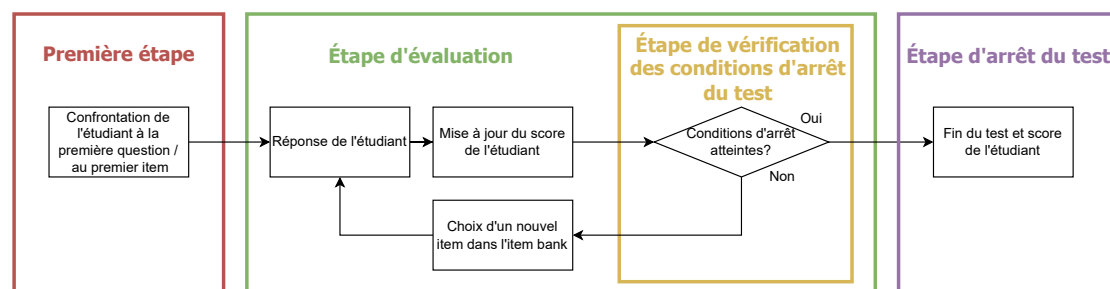 Première étape
Confrontation de
l'étudiant à la
première question /
au premier item
Étape d'évaluation
Réponse de l'étudiant
Mise à jour du score
de l'étudiant
Choix d'un nouvel
item dans l'item bank
Étape de vérification
des conditions d'arrêt
du test
Conditions d'arrêt
atteintes?
Oui
Non
Étape d'arrêt du test
Fin du test et score
de l'étudiant